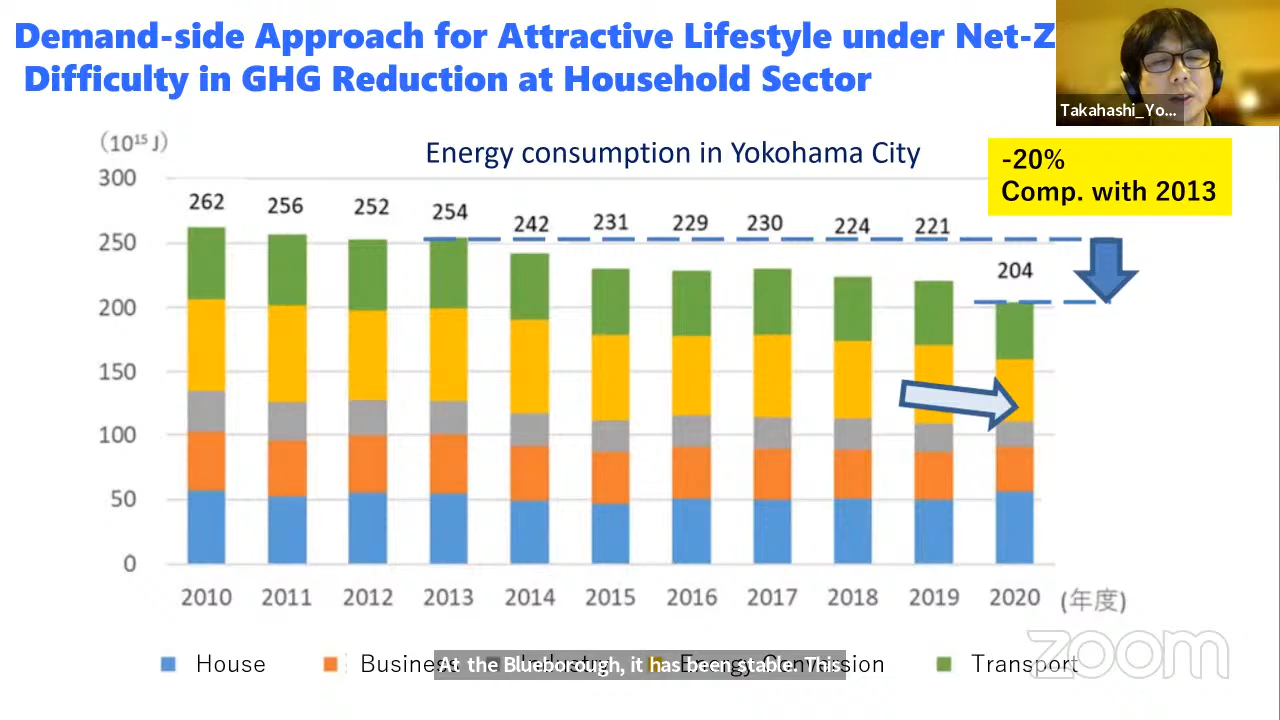 Demand-side Approach for Attractive Lifestyle under Net-Z
Difficulty in GHG Reduction at Household Sector
Takahashi_Yo...
(10¹⁵ J)
Energy consumption in Yokohama City
-20%
Comp. with 2013
300
250
200
150
100
50
0
262 256 252 254 242 231 229 230 224 221 204
2010 2011 2012 2013 2014 2015 2016 2017 2018 2019 2020 (年度)
House Business Transport
At the Blueborough, it has been stable. This
zoom